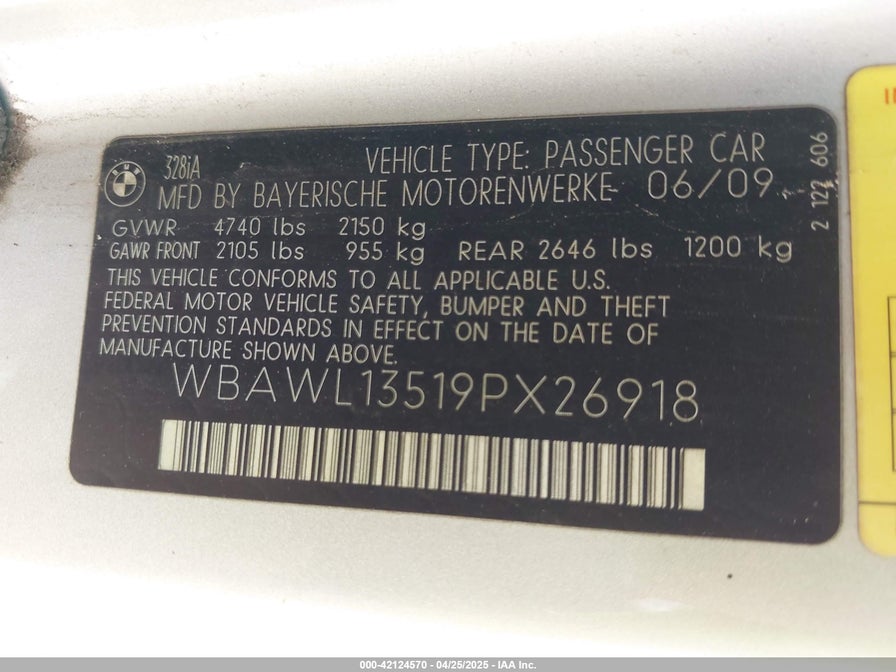 BMW
328iA
VEHICLE TYPE: PASSENGER CAR
MFD BY BAYERISCHE MOTORENWERKE- 06/09
GVWR 4740 lbs 2150 kg
GAWR FRONT 2105 lbs 955 kg REAR 2646 lbs 1200 kg
THIS VEHICLE CONFORMS TO ALL APPLICABLE U.S.
FEDERAL MOTOR VEHICLE SAFETY, BUMPER AND THEFT
PREVENTION STANDARDS IN EFFECT ON THE DATE OF
MANUFACTURE SHOWN ABOVE.
WBAWL13519PX26918
2 122 606
000-42124570 | 04/25/2025 | IAA Inc.